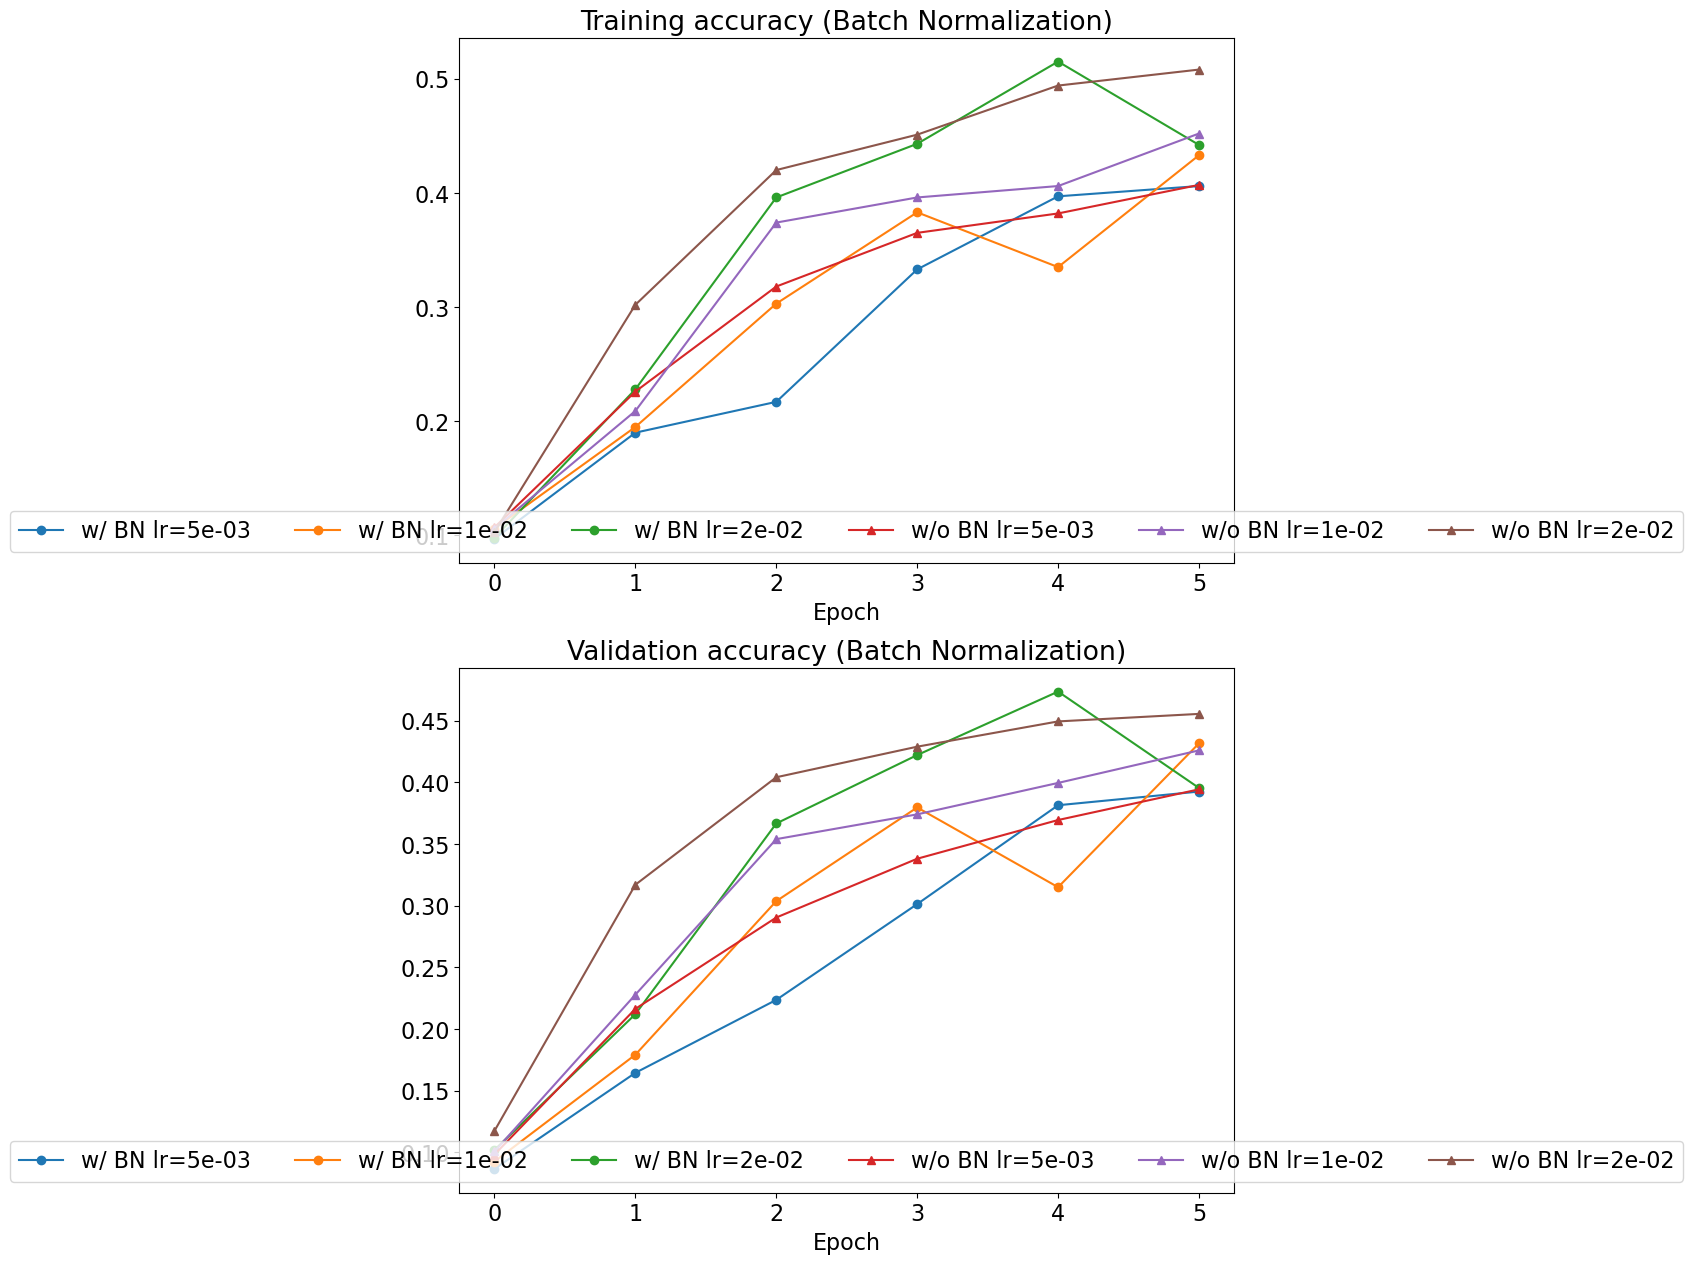 Training accuracy (Batch Normalization)
0.5
0.4
0.3
0.2
0.1
w/ BN lr=5e-03 w/ BN lr=1e-02 w/ BN lr=2e-02 w/o BN lr=5e-03 w/o BN lr=1e-02 w/o BN lr=2e-02
0 1 2 3 4 5
Epoch
Validation accuracy (Batch Normalization)
0.45
0.40
0.35
0.30
0.25
0.20
0.15
0.10
w/ BN lr=5e-03 w/ BN lr=1e-02 w/ BN lr=2e-02 w/o BN lr=5e-03 w/o BN lr=1e-02 w/o BN lr=2e-02
0 1 2 3 4 5
Epoch